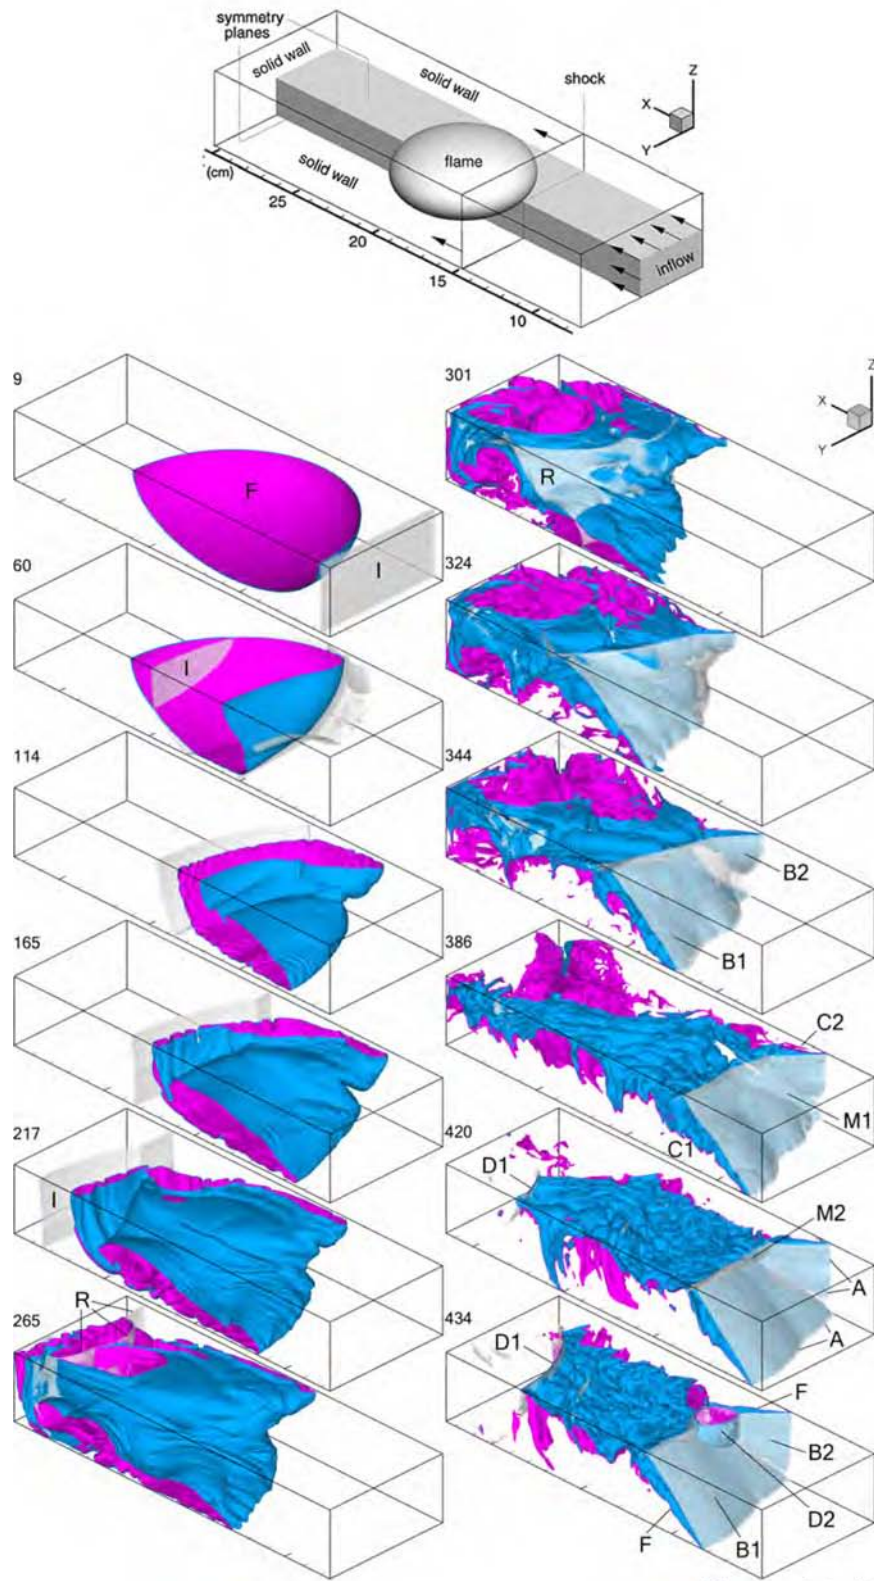 symmetry
planes
solid wall
solid wall
shock
Z
X
Y
flame
solid wall
(cm)
25
20
15
10
inflow
9
F
I
60
I
114
165
217
I
265
R
301
R
Z
X
Y
324
344
B2
B1
386
C2
M1
C1
420
D1
M2
A
A
434
D1
F
B2
D2
B1
F